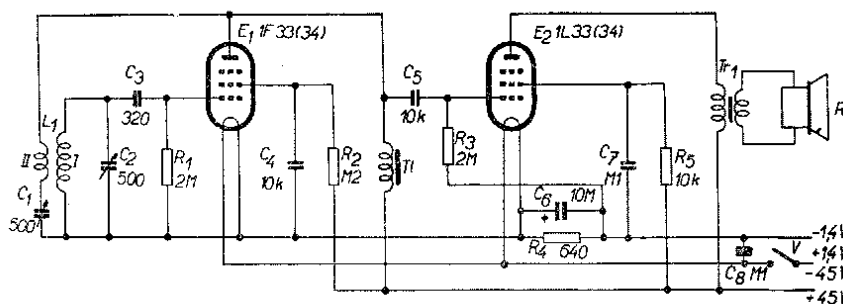 E1 1F33(34)
E2 1L33(34)
Tr1
C3
320
C5
10k
R
L1
II
I
C2
500
R1
2M
C4
10k
R2
M2
Tl
R3
2M
C7
M1
R5
10k
C1
500
C6
10M
+
R4
640
C8 M1
V
-1,4V
+1,4V
-45V
+45V